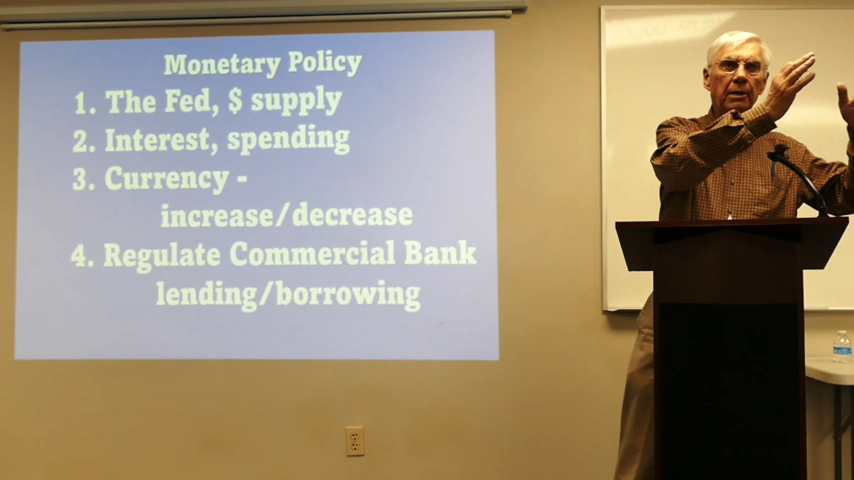 Monetary Policy
1. The Fed, $ supply
2. Interest, spending
3. Currency -
increase/decrease
4. Regulate Commercial Bank
lending/borrowing